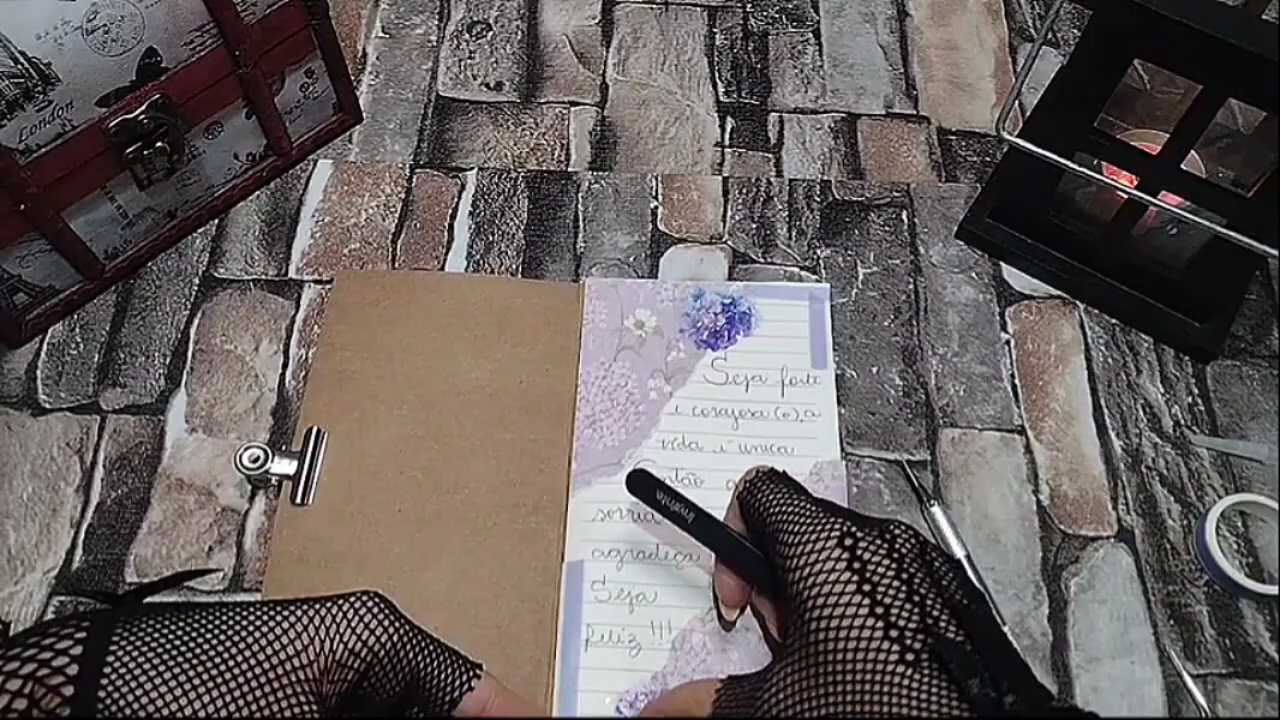 London
Seja forte
e corajosa(o), a
vida é única
sorria
agradeça
Seja
feliz !!!